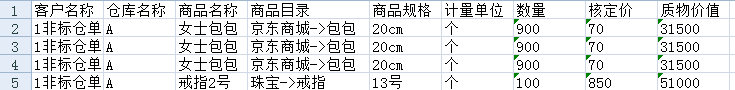 1 客户名称 仓库名称 商品名称 商品目录 商品规格 计量单位 数量 核定价 质物价值
2 1非标仓单 A 女士包包 京东商城->包包 20cm 个 900 70 31500
3 1非标仓单 A 女士包包 京东商城->包包 20cm 个 900 70 31500
4 1非标仓单 A 女士包包 京东商城->包包 20cm 个 900 70 31500
5 1非标仓单 A 戒指2号 珠宝->戒指 13号 个 100 850 51000